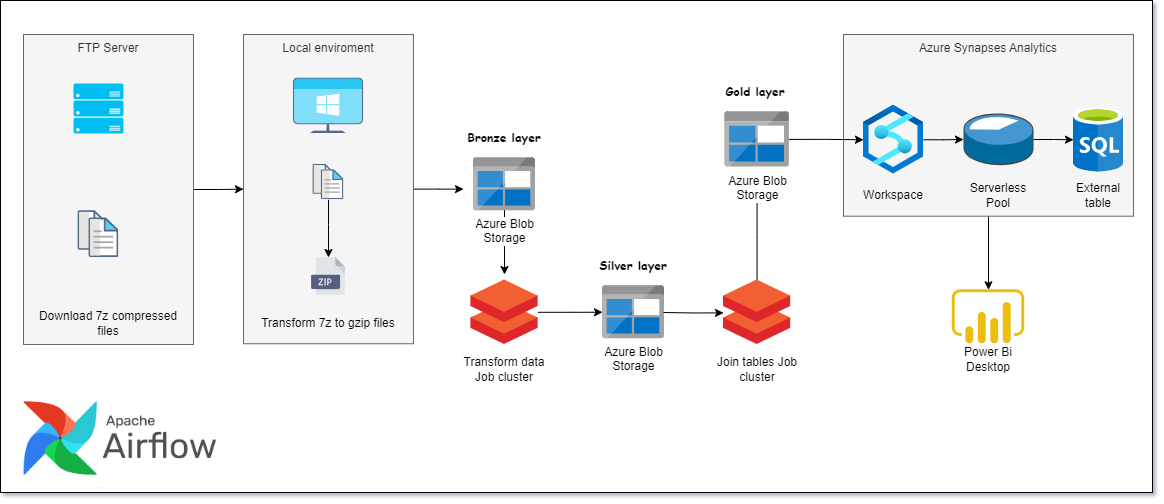 FTP Server
Download 7z compressed
files
Local enviroment
ZIP
Transform 7z to gzip files
Bronze layer
Azure Blob
Storage
Transform data
Job cluster
Silver layer
Azure Blob
Storage
Gold layer
Azure Blob
Storage
Join tables Job
cluster
Azure Synapses Analytics
Workspace
Serverless
Pool
SQL
External
table
Power Bi
Desktop
Apache
Airflow